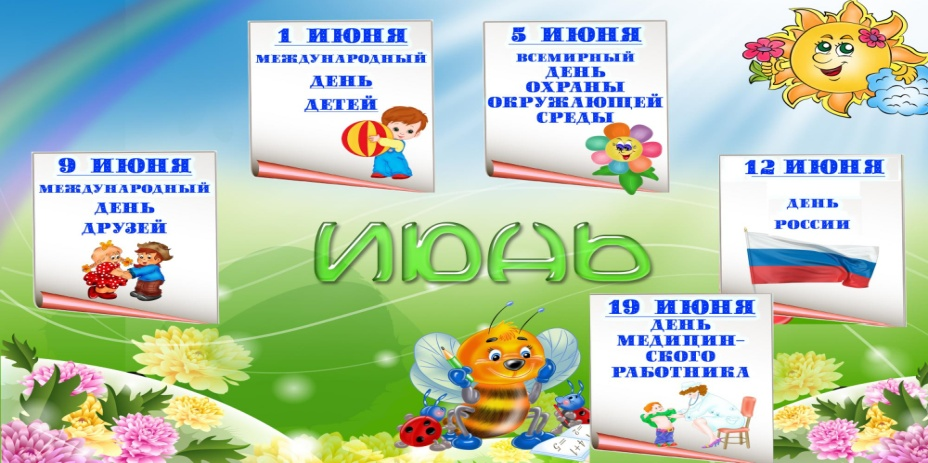 1 ИЮНЯ
МЕЖДУНАРОДНЫЙ
ДЕНЬ
ДЕТЕЙ
5 ИЮНЯ
ВСЕМИРНЫЙ
ДЕНЬ
ОХРАНЫ
ОКРУЖАЮЩЕЙ
СРЕДЫ
9 ИЮНЯ
МЕЖДУНАРОДНЫЙ
ДЕНЬ
ДРУЗЕЙ
12 ИЮНЯ
ДЕНЬ
РОССИИ
ИЮНЬ
19 ИЮНЯ
ДЕНЬ
МЕДИЦИН-
СКОГО
РАБОТНИКА